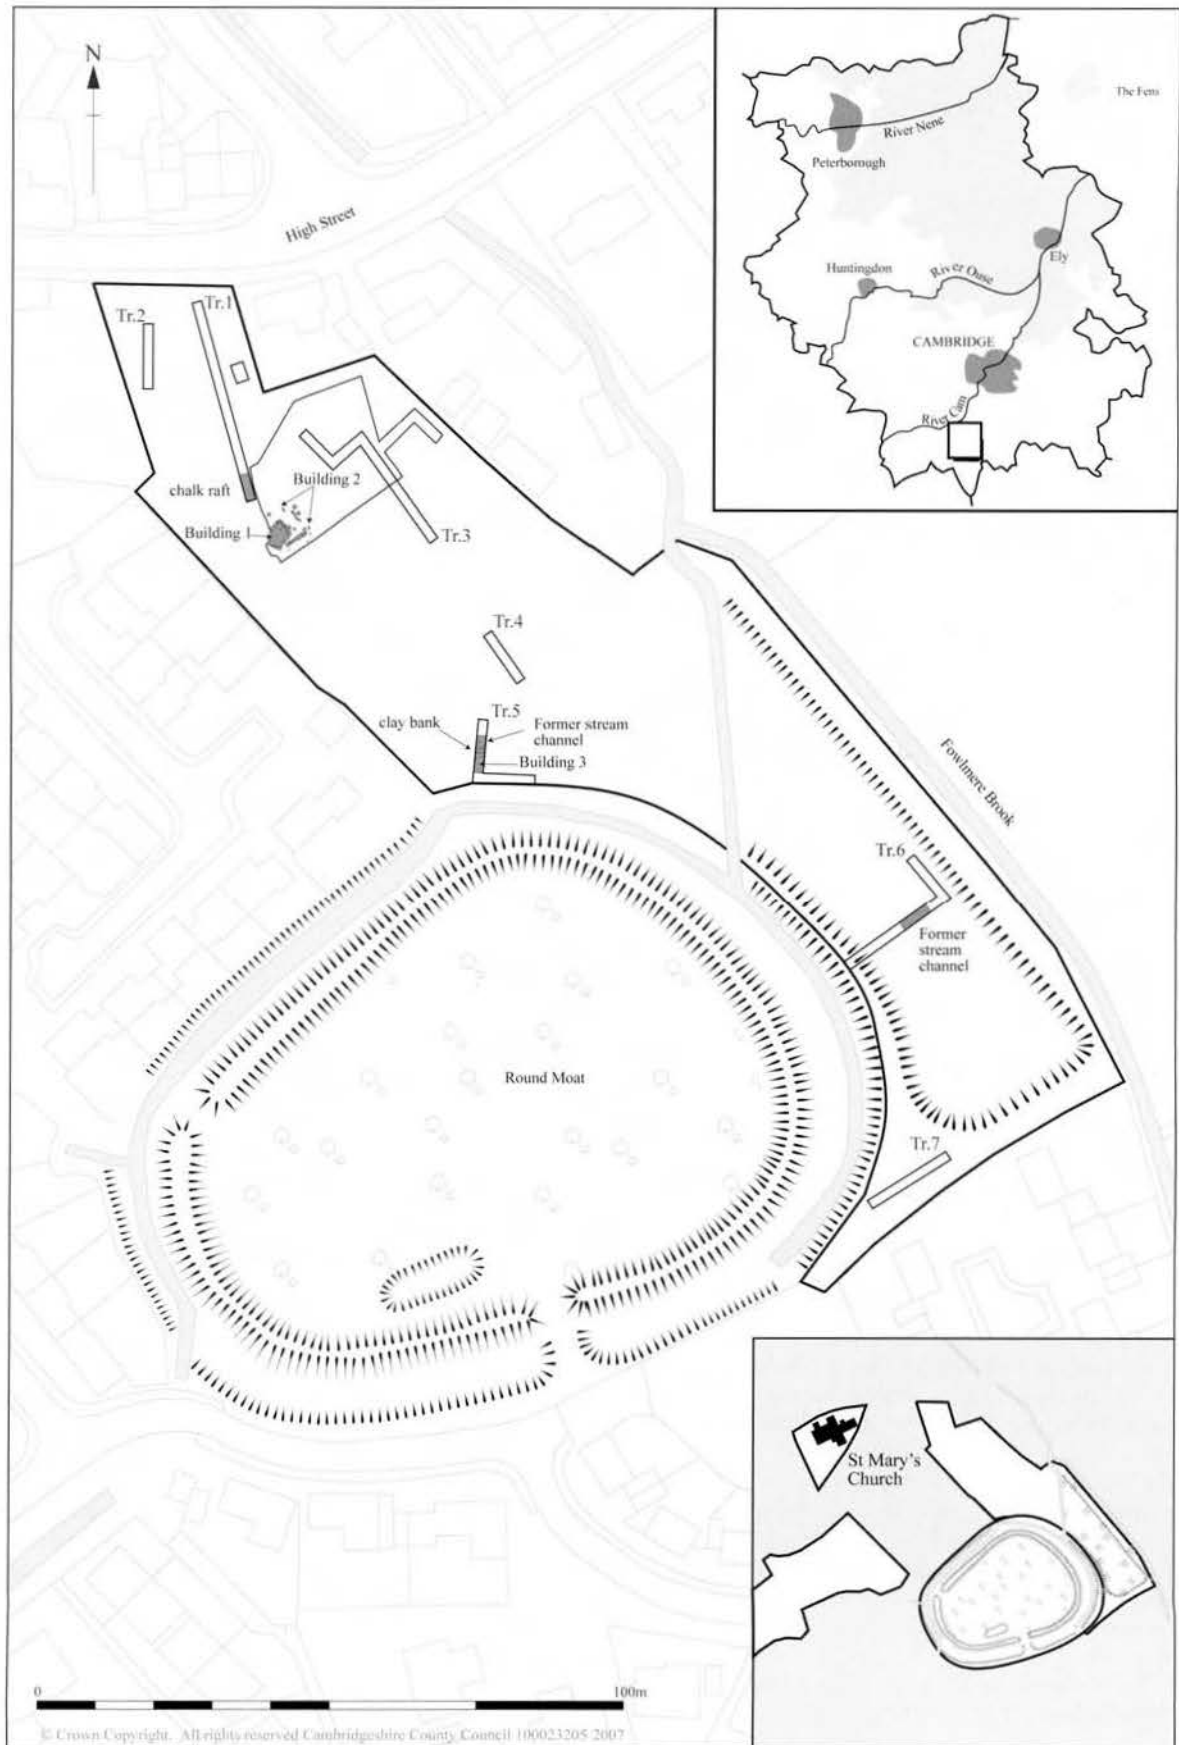 N
High Street
Tr.2
Tr.1
chalk raft
Building 2
Building 1
Tr.3
Tr.4
Tr.5
clay bank
Former stream
channel
Building 3
Fowlmere Brook
Tr.6
Former
stream
channel
Round Moat
Tr.7
The Fens
River Nene
Peterborough
Ely
Huntingdon
River Ouse
CAMBRIDGE
River Cam
St Mary's
Church
0
100m
© Crown Copyright. All rights reserved Cambridgeshire County Council 100023205 2007